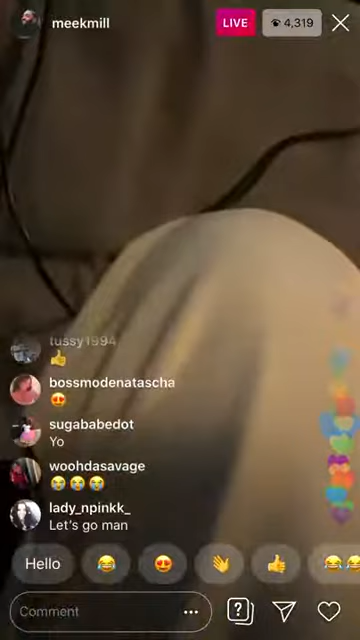 meekmill
LIVE
4,319
tussy1994
👍
bossmodenatascha
😍
sugababedot
Yo
woohdasavage
😭😭😭
lady_npinkk_
Let's go man
Hello 😂 😍 👋 👍 😂😂
Comment